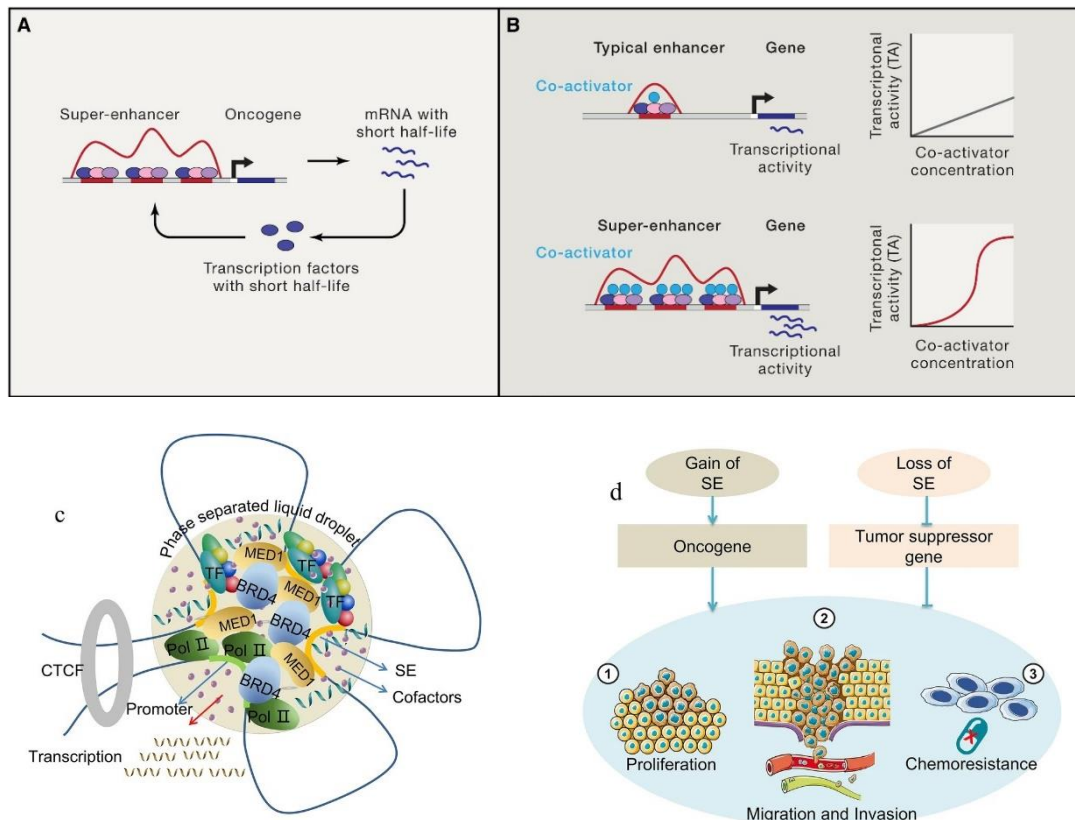 A
Super-enhancer
Oncogene
mRNA with
short half-life
Transcription factors
with short half-life
B
Typical enhancer
Gene
Co-activator
Transcriptional
activity
Transcriptonal
activity (TA)
Co-activator
concentration
Super-enhancer
Gene
Co-activator
Transcriptional
activity
Transcriptonal
activity (TA)
Co-activator
concentration
c
Phase separated liquid droplet
MED1
TF
TF
BRD4
MED1
TF
MED1
BRD4
Pol II
Pol II
MED1
BRD4
Pol II
CTCF
SE
Cofactors
Promoter
Transcription
d
Gain of
SE
Loss of
SE
Oncogene
Tumor suppressor
gene
1
2
3
Proliferation
Chemoresistance
Migration and Invasion